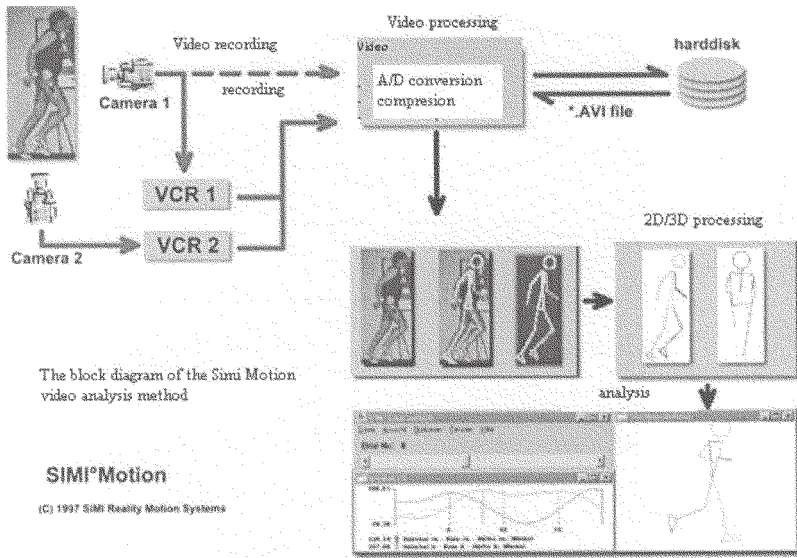 Video processing
Video recording
recording
Camera 1
Video
A/D conversion
compresion
harddisk
*.AVI file
VCR 1
VCR 2
Camera 2
2D/3D processing
The block diagram of the Simi Motion
video analysis method
analysis
SIMI°Motion
(C) 1997 SIMI Reality Motion Systems